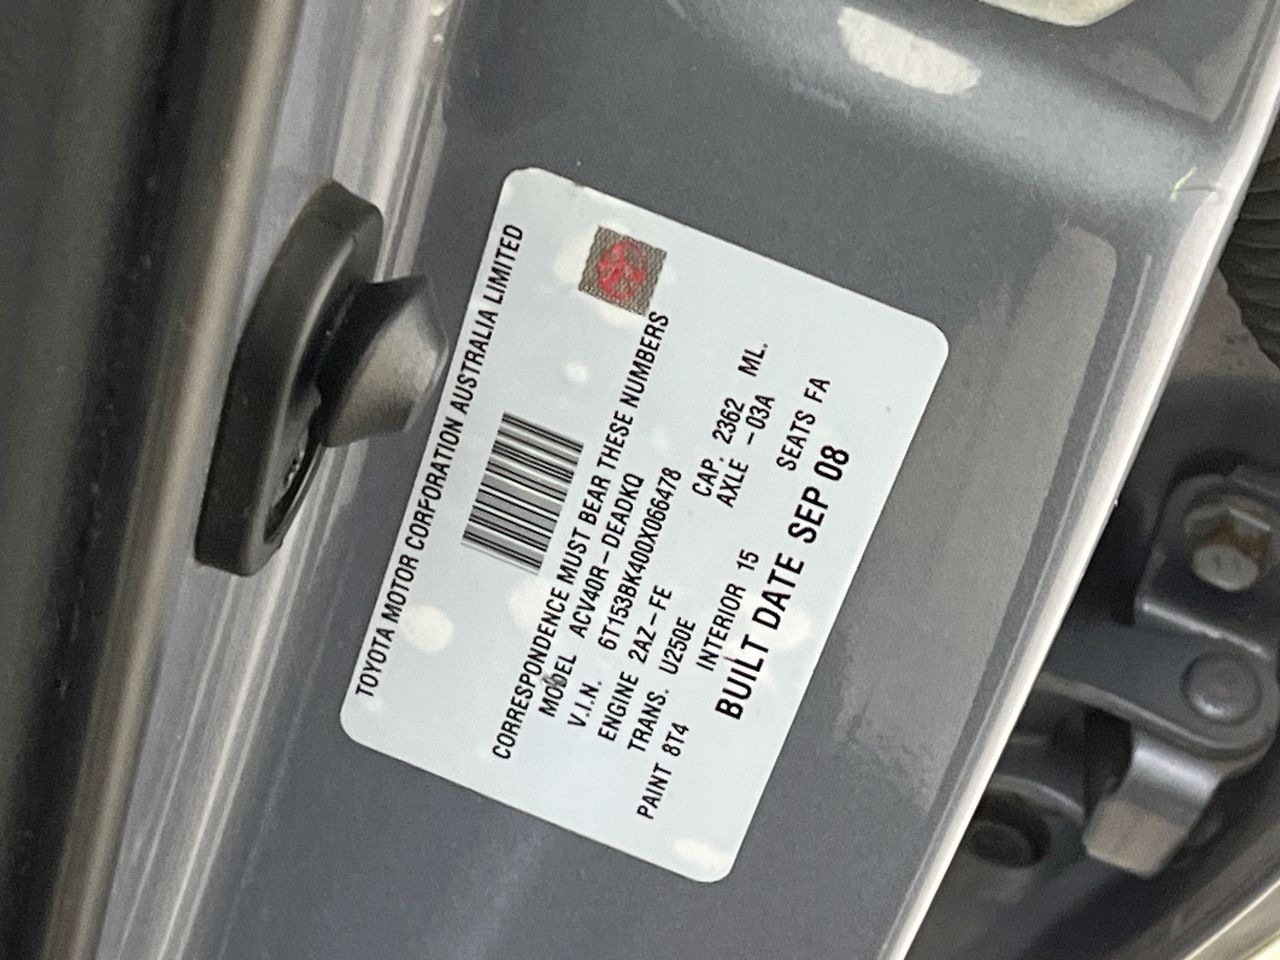 TOYOTA MOTOR CORPORATION AUSTRALIA LIMITED
CORRESPONDENCE MUST BEAR THESE NUMBERS
MODEL ACV40R-DEADKQ
V.I.N. 6T153BK400X066478
ENGINE 2AZ-FE CAP. 2362 ML.
TRANS. U250E AXLE -03A
PAINT 8T4 INTERIOR 15 SEATS FA
BUILT DATE SEP 08